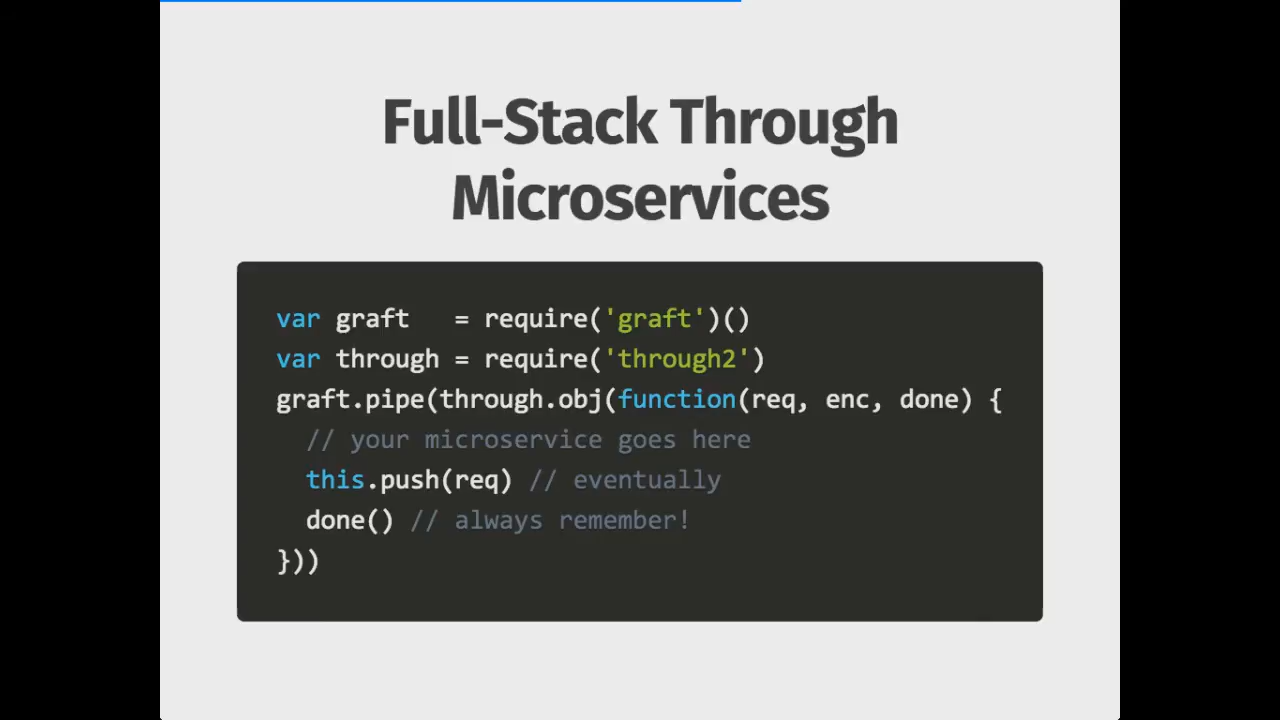 Full-Stack Through
Microservices
var graft   = require('graft')()
var through = require('through2')
graft.pipe(through.obj(function(req, enc, done) {
  // your microservice goes here
  this.push(req) // eventually
  done() // always remember!
}))